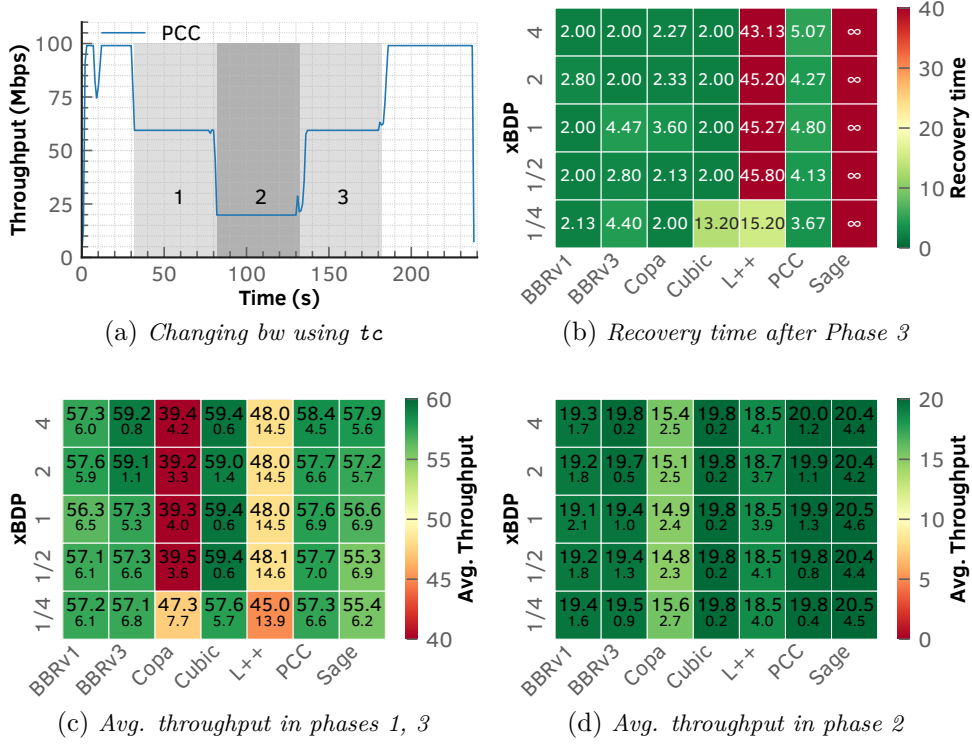 PCC
Throughput (Mbps)
100
75
50
25
0
1 2 3
0 100 200
Time (s)
(a) Changing bw using tc
xBDP
4 2.00 2.00 2.27 2.00 43.13 5.07 ∞
2 2.80 2.00 2.33 2.00 45.20 4.27 ∞
1 2.00 4.47 3.60 2.00 45.27 4.80 ∞
1/2 2.00 2.80 2.13 2.00 45.80 4.13 ∞
1/4 2.13 4.40 2.00 13.20 15.20 3.67 ∞
BBRv1 BBRv3 Copa Cubic L++ PCC Sage
40
30
20
10
0
Recovery time
(b) Recovery time after Phase 3
xBDP
4 57.3 59.2 39.4 59.4 48.0 58.4 57.9
6.0 0.8 4.2 0.6 14.5 4.5 5.6
2 57.6 59.1 39.2 59.0 48.0 57.7 57.2
5.9 1.1 3.3 1.4 14.5 6.6 5.7
1 56.3 57.3 39.3 59.4 48.0 57.6 56.6
6.5 5.3 4.0 0.6 14.5 6.9 6.9
1/2 57.1 57.3 39.5 59.4 48.1 57.7 55.3
6.1 6.6 3.6 0.6 14.6 7.0 6.9
1/4 57.2 57.1 47.3 57.6 45.0 57.3 55.4
6.1 6.8 7.7 5.7 13.9 6.6 6.2
BBRv1 BBRv3 Copa Cubic L++ PCC Sage
60
55
50
45
40
Avg. Throughput
(c) Avg. throughput in phases 1, 3
xBDP
4 19.3 19.8 15.4 19.8 18.5 20.0 20.4
1.7 0.2 2.5 0.2 4.1 1.2 4.4
2 19.2 19.7 15.1 19.8 18.7 19.9 20.4
1.8 0.5 2.5 0.2 3.7 1.1 4.2
1 19.1 19.4 14.9 19.8 18.5 19.9 20.5
2.1 1.0 2.4 0.2 3.9 1.3 4.6
1/2 19.2 19.4 14.8 19.8 18.5 19.8 20.4
1.8 1.3 2.3 0.2 4.1 0.8 4.4
1/4 19.4 19.5 15.6 19.8 18.5 19.8 20.5
1.6 0.9 2.7 0.2 4.0 0.4 4.5
BBRv1 BBRv3 Copa Cubic L++ PCC Sage
20
15
10
5
0
Avg. Throughput
(d) Avg. throughput in phase 2